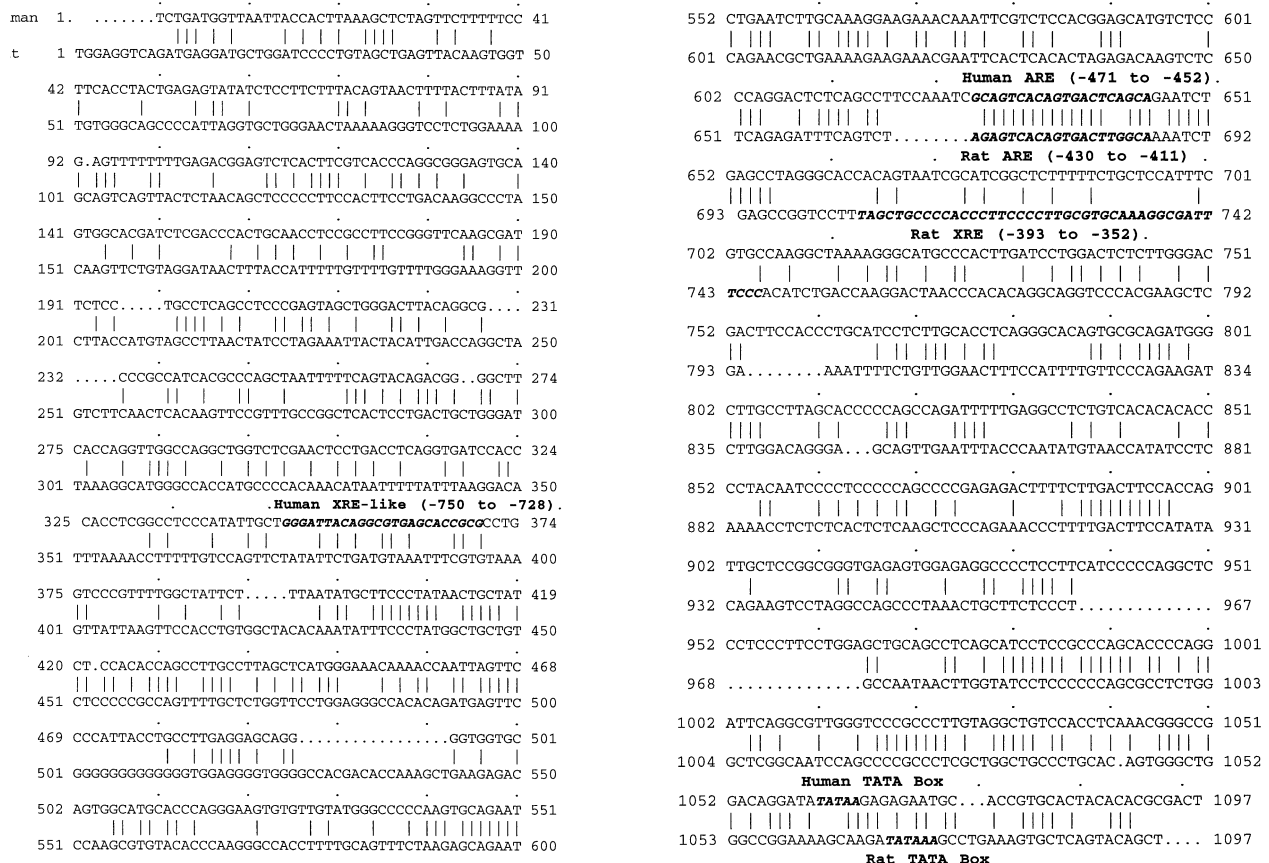 man 1 . .......TCTGATGGTTAATTACCACTTAAAGCTCTAGTTCTTTTTCC 41
t 1 TGGAGGTCAGATGAGGATGCTGGATCCCCTGTAGCTGAGTTACAAGTGGT 50
42 TTCACCTACTGAGAGTATATCTCCTTCTTTACAGTAACTTTTACTTTATA 91
51 TGTGGGCAGCCCCATTAGGTGCTGGGAACTAAAAAGGGTCCTCTGGAAAA 100
92 G.AGTTTTTTTTGAGACGGAGTCTCACTTCGTCACCCAGGCGGGAGTGCA 140
101 GCAGTCAGTTACTCTAACAGCTCCCCCTTCCACTTCCTGACAAGGCCCTA 150
141 GTGGCACGATCTCGACCCACTGCAACCTCCGCCTTCCGGGTTCAAGCGAT 190
151 CAAGTTCTGTAGGATAACTTTACCATTTTTGTTTTGTTTTGGGAAAGGTT 200
191 TCTCC.....TGCCTCAGCCTCCCGAGTAGCTGGGACTTACAGGCG.... 231
201 CTTACCATGTAGCCTTAACTATCCTAGAAATTACTACATTGACCAGGCTA 250
232 .....CCCGCCATCACGCCCAGCTAATTTTTCAGTACAGACGG..GGCTT 274
251 GTCTTCAACTCACAAGTTCCGTTTGCCGGCTCACTCCTGACTGCTGGGAT 300
275 CACCAGGTTGGCCAGGCTGGTCTCGAACTCCTGACCTCAGGTGATCCACC 324
301 TAAAGGCATGGGCCACCATGCCCCACAAACATAATTTTTATTTAAGGACA 350
Human XRE-like (-750 to -728).
325 CACCTCGGCCTCCCATATTGCTGGGATTACAGGCGTGAGCACCGCGCCTG 374
351 TTTAAAACCTTTTTGTCCAGTTCTATATTCTGATGTAAATTTCGTGTAAA 400
375 GTCCCGTTTTGGCTATTCT.....TTAATATGCTTCCCTATAACTGCTAT 419
401 GTTATTAAGTTCCACCTGTGGCTACACAAATATTTCCCTATGGCTGCTGT 450
420 CT.CCACACCAGCCTTGCCTTAGCTCATGGGAAACAAAACCAATTAGTTC 468
451 CTCCCCCGCCAGTTTTGCTCTGGTTCCTGGAGGGCCACACAGATGAGTTC 500
469 CCCATTACCTGCCTTGAGGAGCAGG.................GGTGGTGC 501
501 GGGGGGGGGGGGGTGGAGGGGTGGGGCCACGACACCAAAGCTGAAGAGAC 550
502 AGTGGCATGCACCCAGGGAAGTGTGTTGTATGGGCCCCCAAGTGCAGAAT 551
551 CCAAGCGTGTACACCCAAGGGCCACCTTTTGCAGTTTCTAAGAGCAGAAT 600
552 CTGAATCTTGCAAAGGAAGAAACAAATTCGTCTCCACGGAGCATGTCTCC 601
601 CAGAACGCTGAAAAGAAGAAACGAATTCACTCACACTAGAGACAAGTCTC 650
Human ARE (-471 to -452).
602 CCAGGACTCTCAGCCTTCCAAATCGCAGTCACAGTGACTCAGCAGAATCT 651
651 TCAGAGATTTCAGTCT........AGAGTCACAGTGACTTGGCAAAATCT 692
Rat ARE (-430 to -411) .
652 GAGCCTAGGGCACCACAGTAATCGCATCGGCTCTTTTTCTGCTCCATTTC 701
693 GAGCCGGTCCTTTAGCTGCCCCACCCTTCCCCTTGCGTGCAAAGGCGATT 742
Rat XRE (-393 to -352).
702 GTGCCAAGGCTAAAAGGGCATGCCCACTTGATCCTGGACTCTCTTGGGAC 751
743 TCCCACATCTGACCAAGGACTAACCCACACAGGCAGGTCCCACGAAGCTC 792
752 GACTTCCACCCTGCATCCTCTTGCACCTCAGGGCACAGTGCGCAGATGGG 801
793 GA.........AAATTTTCTGTTGGAACTTTCCATTTTGTTCCCAGAAGAT 834
802 CTTGCCTTAGCACCCCCAGCCAGATTTTTGAGGCCTCTGTCACACACACC 851
835 CTTGGACAGGGA...GCAGTTGAATTTACCCAATATGTAACCATATCCTC 881
852 CCTACAATCCCCTCCCCCAGCCCCGAGAGACTTTTCTTGACTTCCACCAG 901
882 AAAACCTCTCTCACTCTCAAGCTCCCAGAAACCCTTTTGACTTCCATATA 931
902 TTGCTCCGGCGGGTGAGAGTGGAGAGGCCCCTCCTTCATCCCCCAGGCTC 951
932 CAGAAGTCCTAGGCCAGCCCTAAACTGCTTCTCCCT.............. 967
952 CCTCCCTTCCTGGAGCTGCAGCCTCAGCATCCTCCGCCCAGCACCCCAGG 1001
968 ..............GCCAATAACTTGGTATCCTCCCCCCAGCGCCTCTGG 1003
1002 ATTCAGGCGTTGGGTCCCGCCCTTGTAGGCTGTCCACCTCAAACGGGCCG 1051
1004 GCTCGGCAATCCAGCCCCGCCCTCGCTGGCTGCCCTGCAC.AGTGGGCTG 1052
Human TATA Box
1052 GACAGGATATATAAGAGAGAATGC...ACCGTGCACTACACACGCGACT 1097
1053 GGCCGGAAAAGCAAGATATAAAGCCTGAAAGTGCTCAGTACAGCT.... 1097
Rat TATA Box